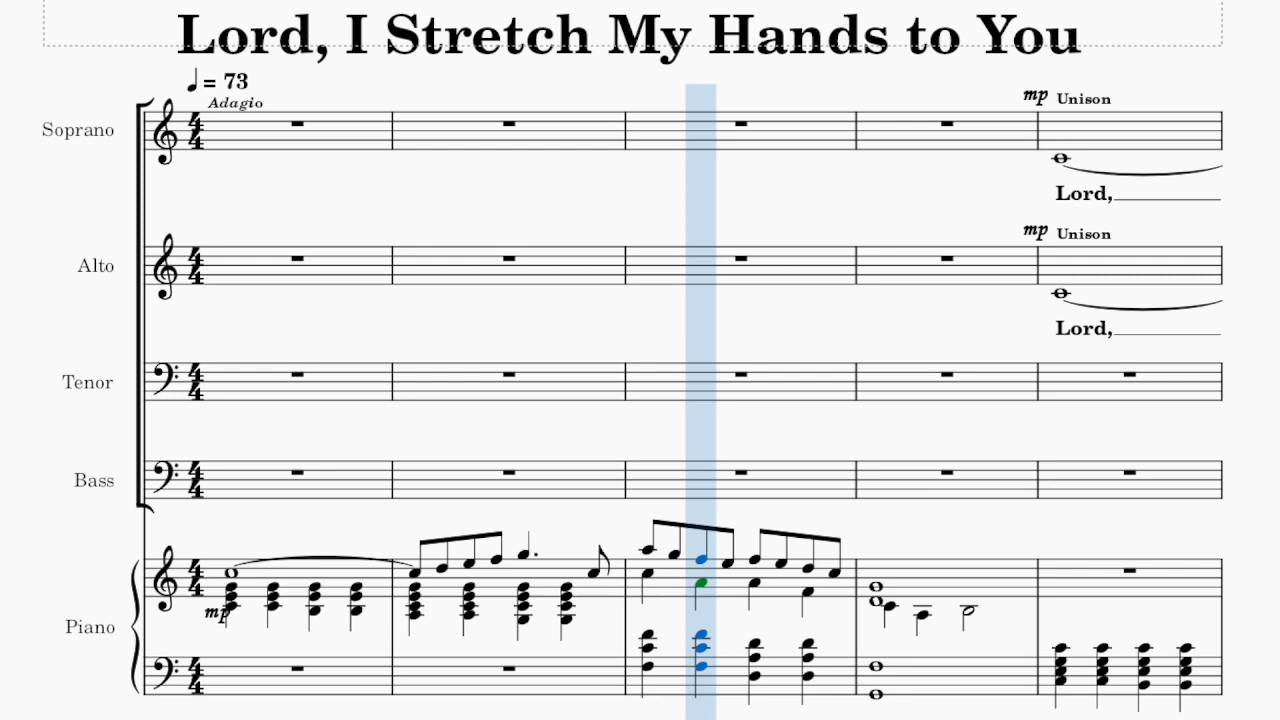 Lord, I Stretch My Hands to You
= 73
Adagio
mp Unison
Soprano
Lord,
mp Unison
Alto
Lord,
Tenor
Bass
mp
Piano